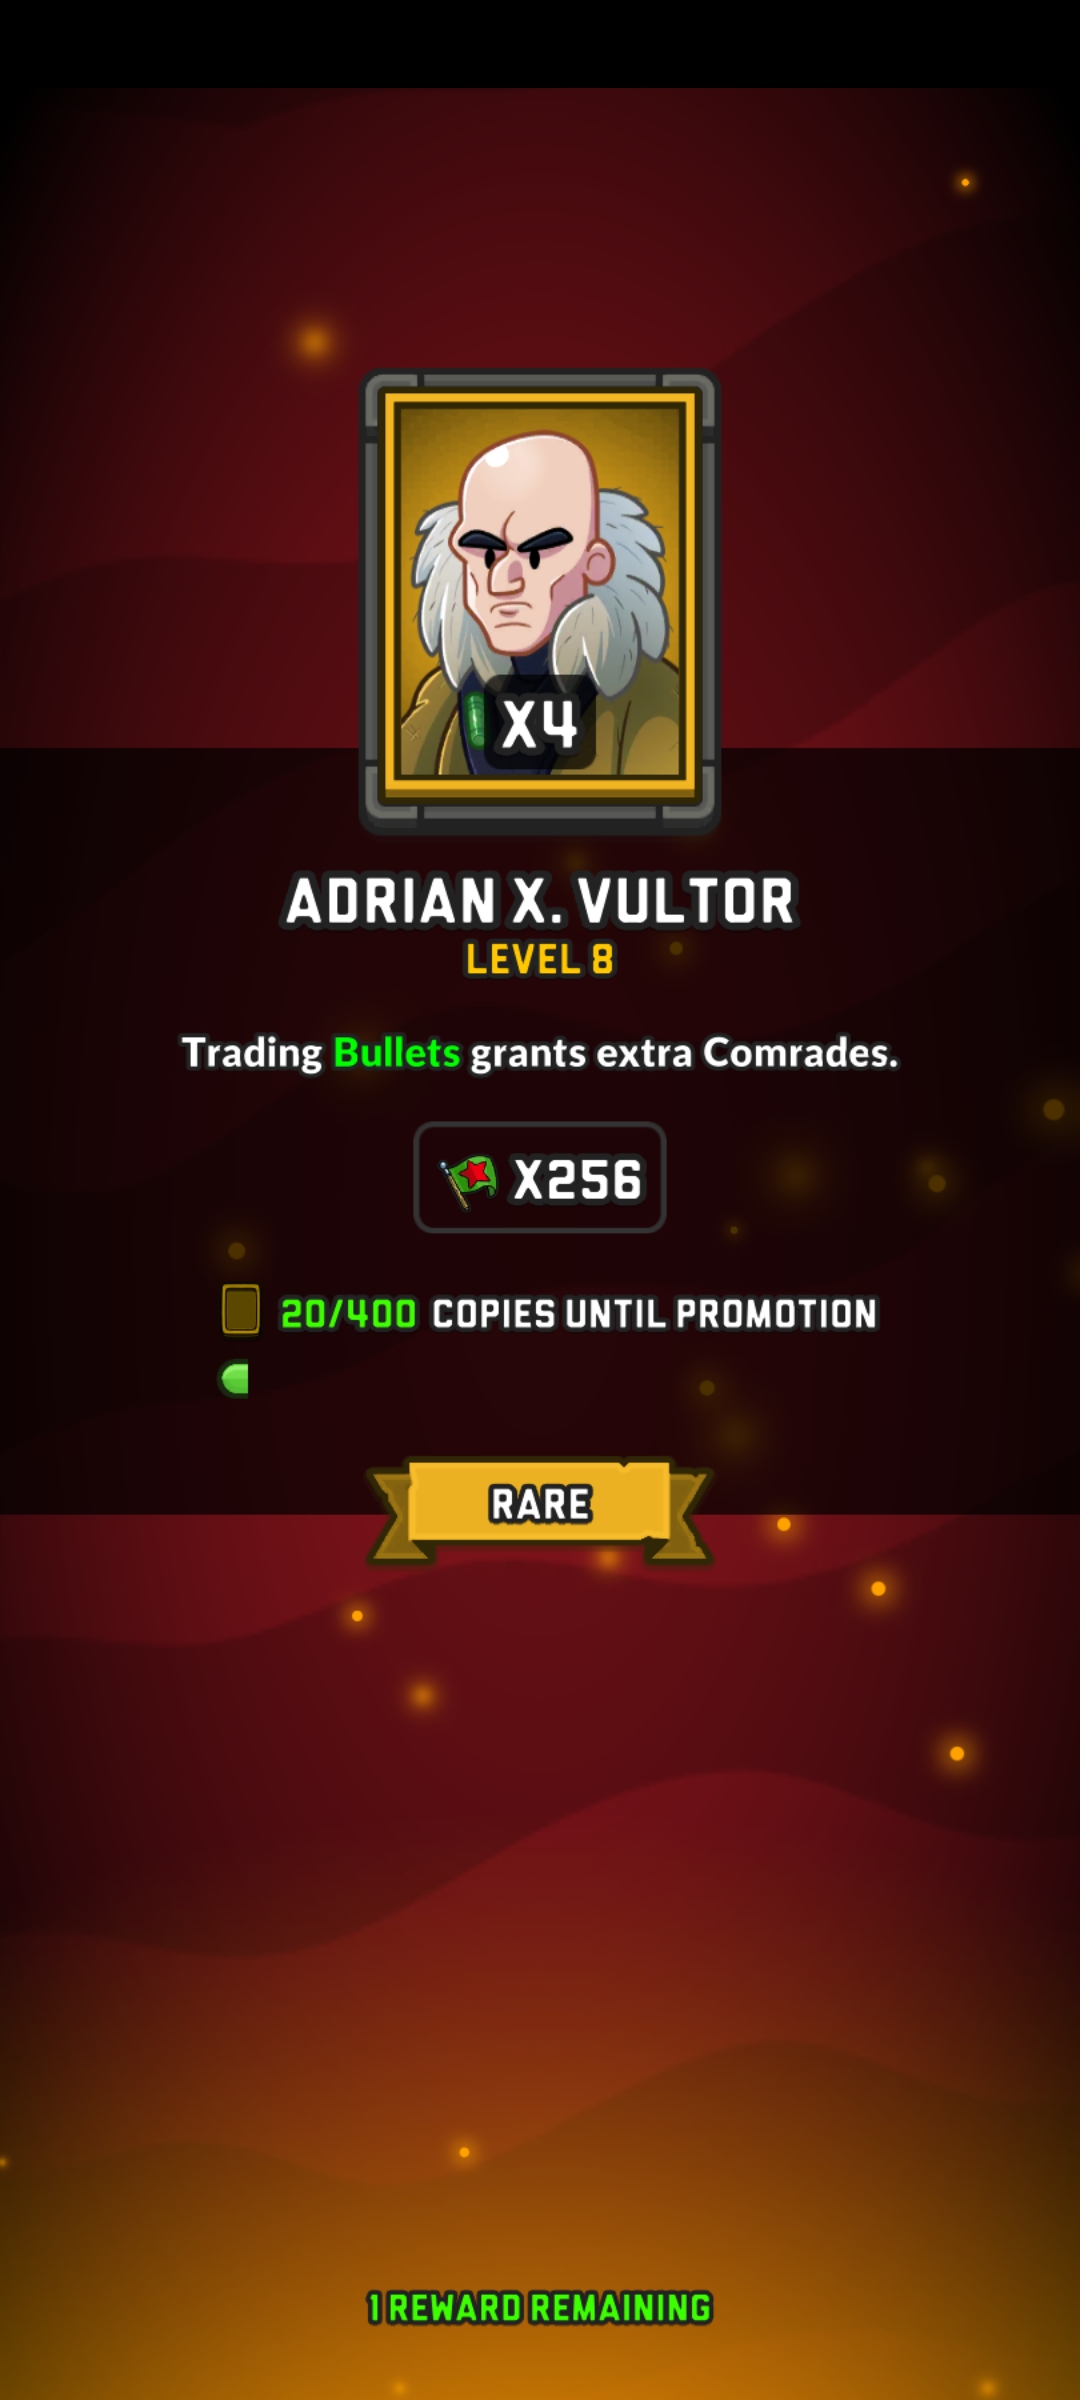 X4
ADRIAN X. VULTOR
LEVEL 8
Trading Bullets grants extra Comrades.
X256
20/400 COPIES UNTIL PROMOTION
RARE
1 REWARD REMAINING